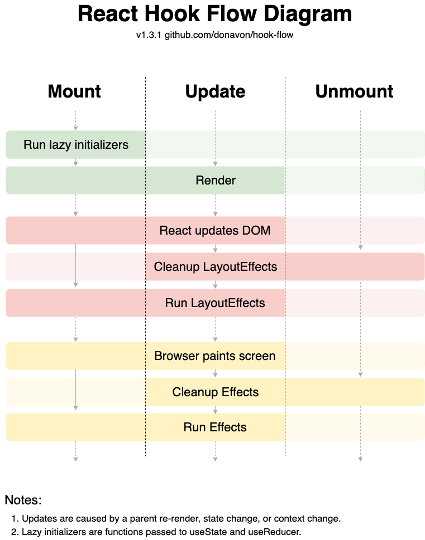 React Hook Flow Diagram
v1.3.1 github.com/donavon/hook-flow
Mount Update Unmount
Run lazy initializers
Render
React updates DOM
Cleanup LayoutEffects
Run LayoutEffects
Browser paints screen
Cleanup Effects
Run Effects
Notes:
1. Updates are caused by a parent re-render, state change, or context change.
2. Lazy initializers are functions passed to useState and useReducer.